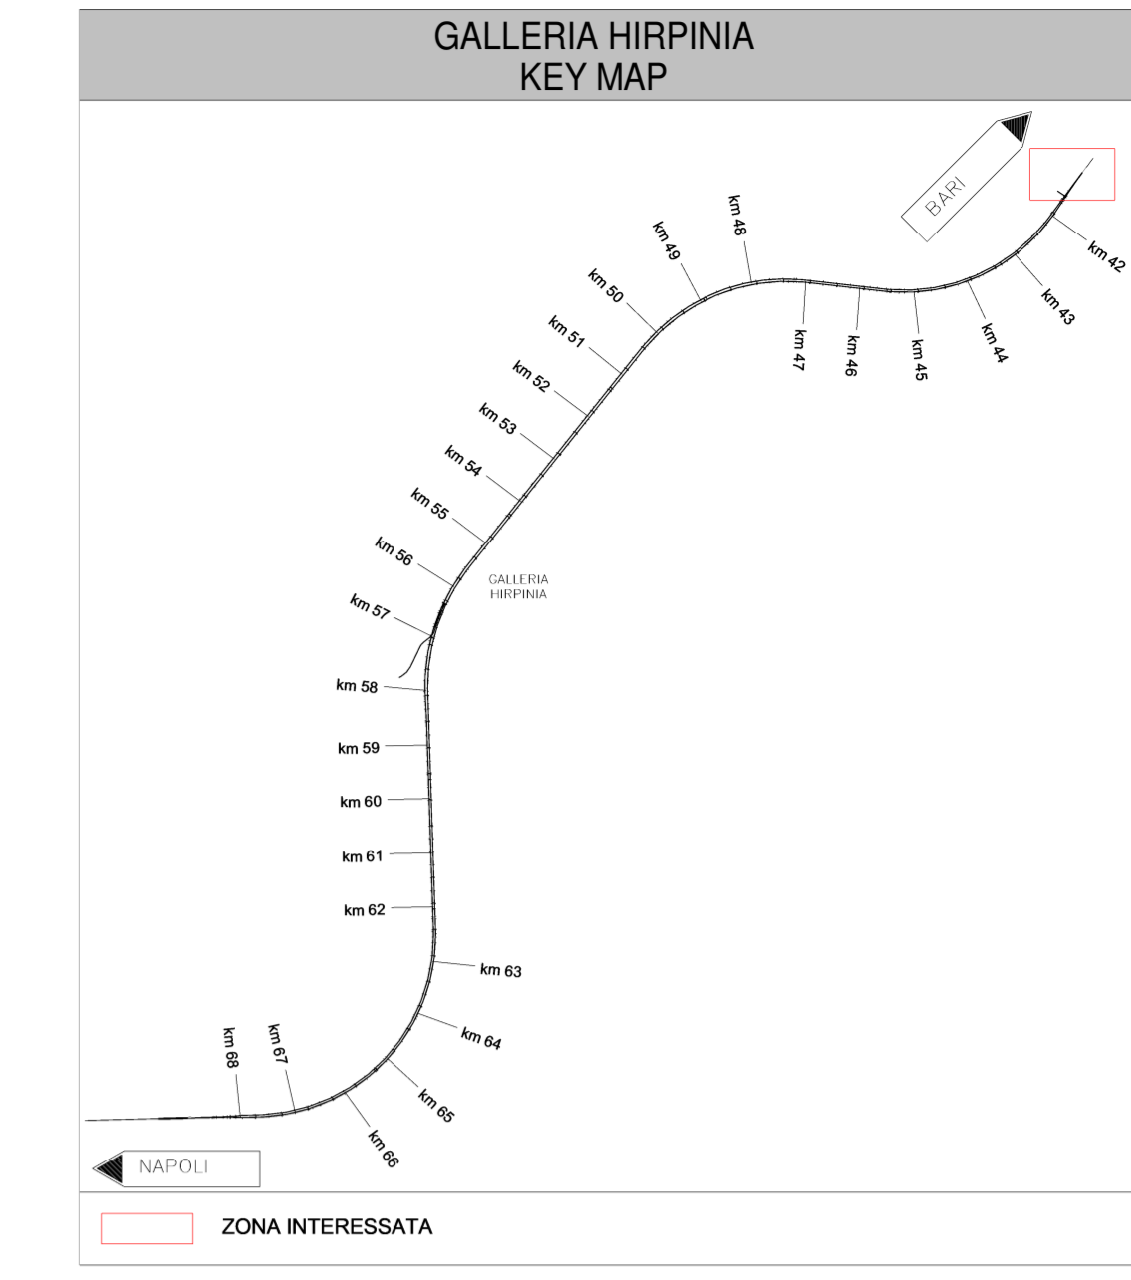 GALLERIA HIRPINIA
KEY MAP
BARI
km 42
km 43
km 44
km 45
km 46
km 47
km 48
km 49
km 50
km 51
km 52
km 53
km 54
km 55
km 56
GALLERIA
HIRPINIA
km 57
km 58
km 59
km 60
km 61
km 62
km 63
km 64
km 65
km 66
km 67
km 68
NAPOLI
ZONA INTERESSATA